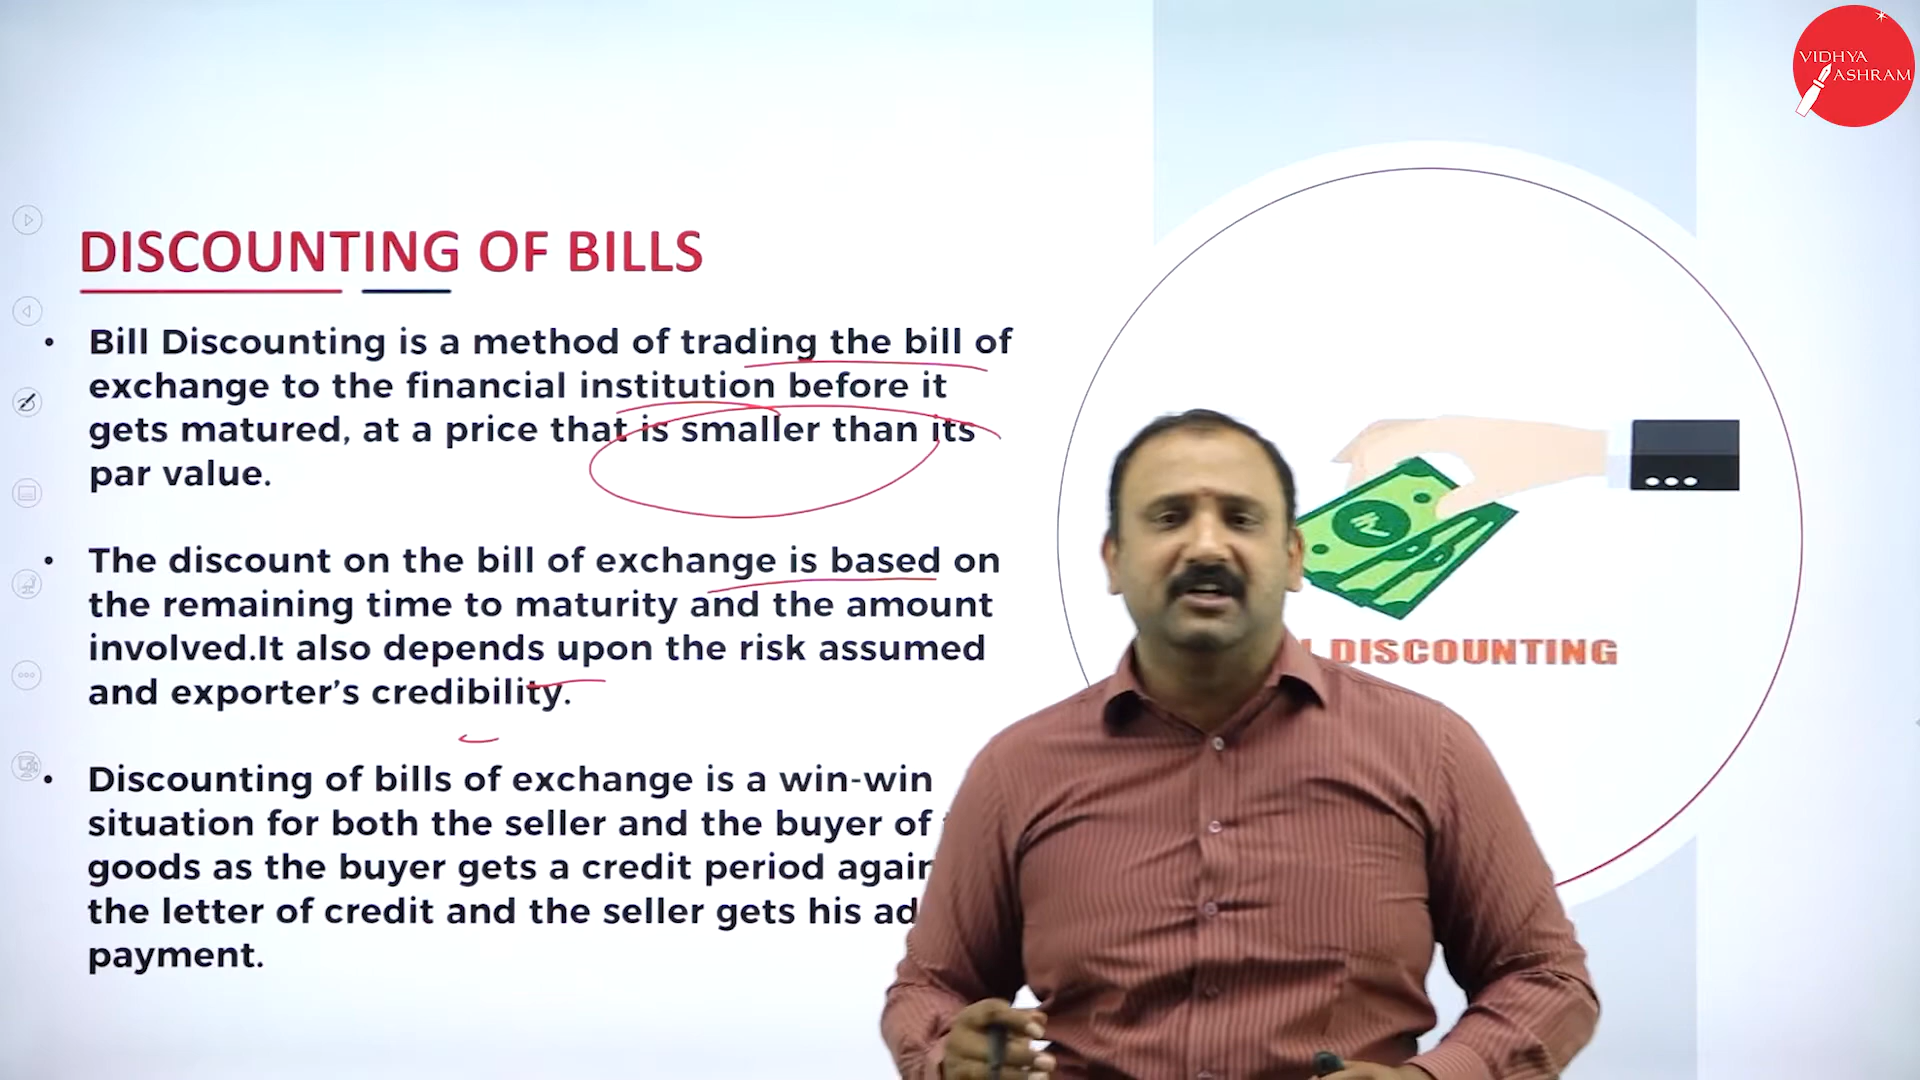 VIDHYA
ASHRAM
DISCOUNTING OF BILLS
• Bill Discounting is a method of trading the bill of
exchange to the financial institution before it
gets matured, at a price that is smaller than its
par value.
• The discount on the bill of exchange is based on
the remaining time to maturity and the amount
involved.It also depends upon the risk assumed
and exporter's credibility.
• Discounting of bills of exchange is a win-win
situation for both the seller and the buyer of
goods as the buyer gets a credit period
the letter of credit and the seller gets his
payment.
DISCOUNTING